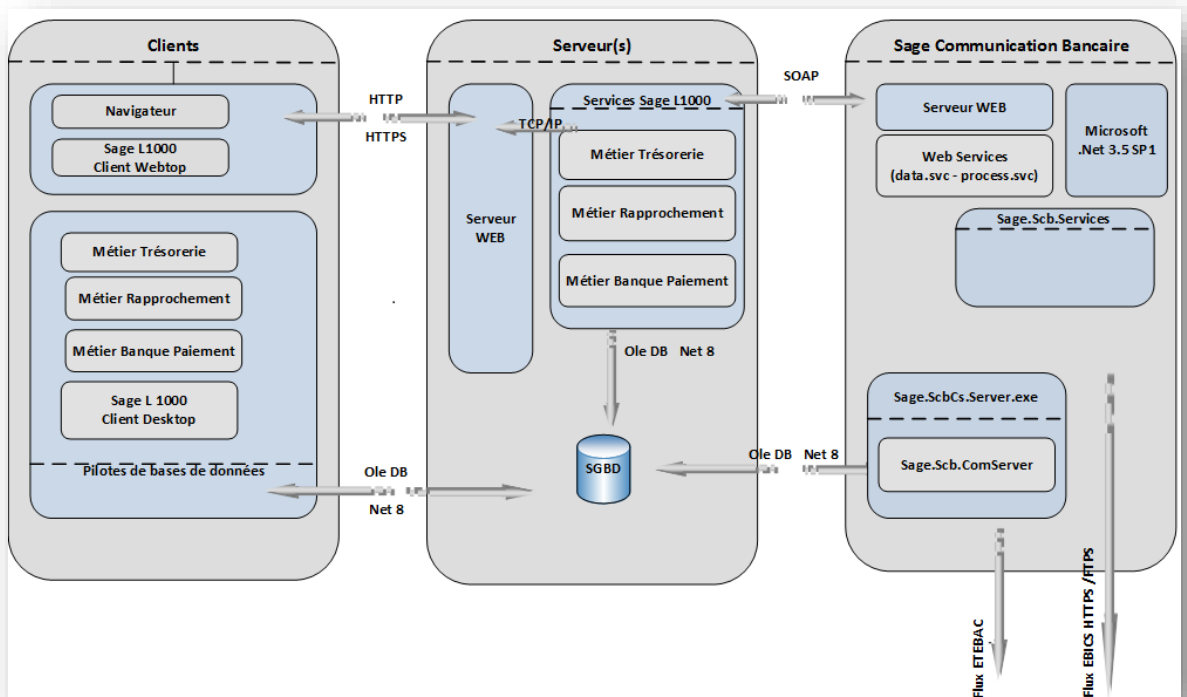 Clients
Navigateur
Sage L1000
Client Webtop
Métier Trésorerie
Métier Rapprochement
Métier Banque Paiement
Sage L 1000
Client Desktop
Pilotes de bases de données
HTTP
HTTPS
Ole DB
Net 8
Serveur(s)
Serveur
WEB
TCP/IP
Services Sage L1000
Métier Trésorerie
Métier Rapprochement
Métier Banque Paiement
Ole DB Net 8
SGBD
SOAP
Ole DB Net 8
Sage Communication Bancaire
Serveur WEB
Web Services
(data.svc - process.svc)
Microsoft
.Net 3.5 SP1
Sage.Scb.Services
Sage.ScbCs.Server.exe
Sage.Scb.ComServer
Flux ETEBAC
Flux EBICS HTTPS /FTPS